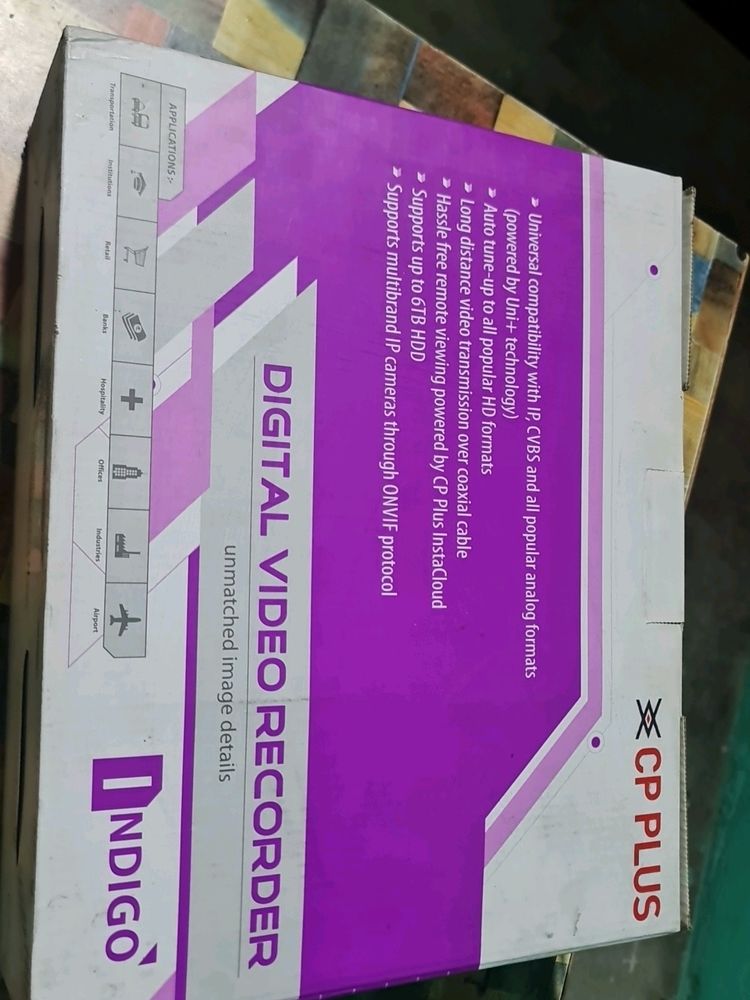 CP PLUS
» Universal compatibility with IP, CVBS and all popular analog formats
(powered by Uni+ technology)
» Auto tune-up to all popular HD formats
» Long distance video transmission over coaxial cable
» Hassle free remote viewing powered by CP Plus InstaCloud
» Supports up to 6TB HDD
» Supports multiband IP cameras through ONVIF protocol
DIGITAL VIDEO RECORDER
unmatched image details
APPLICATIONS :-
Transportation
Institutions
Retail
Banks
Hospitality
Offices
Industries
Airport
INDIGO